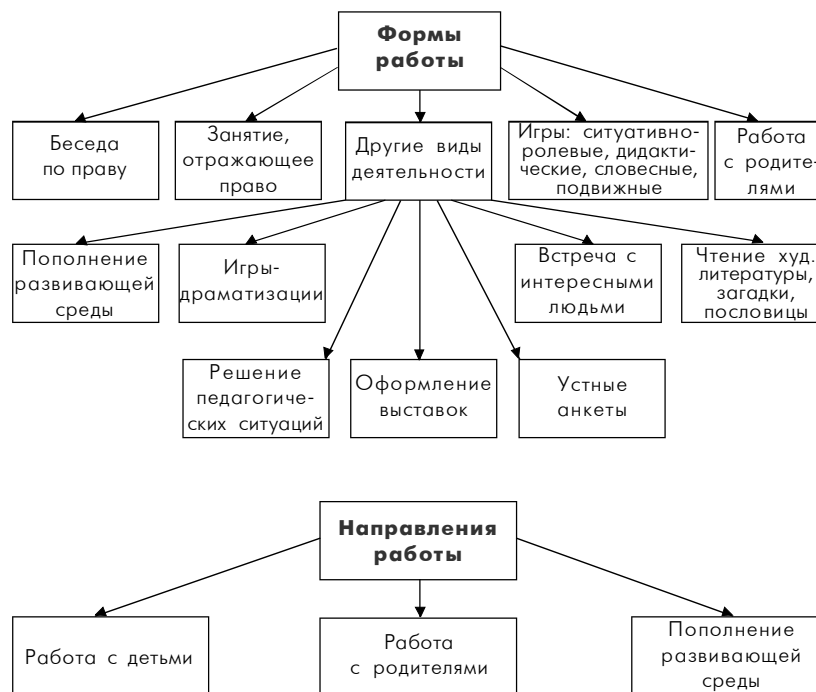 Формы
работы
Беседа
по праву
Занятие,
отражающее
право
Другие виды
деятельности
Игры: ситуативно-
ролевые, дидакти-
ческие, словесные,
подвижные
Работа
с родите-
лями
Пополнение
развивающей
среды
Игры-
драматизации
Встреча с
интересными
людьми
Чтение худ.
литературы,
загадки,
пословицы
Решение
педагогиче-
ских ситуаций
Оформление
выставок
Устные
анкеты
Направления
работы
Работа с детьми
Работа
с родителями
Пополнение
развивающей
среды